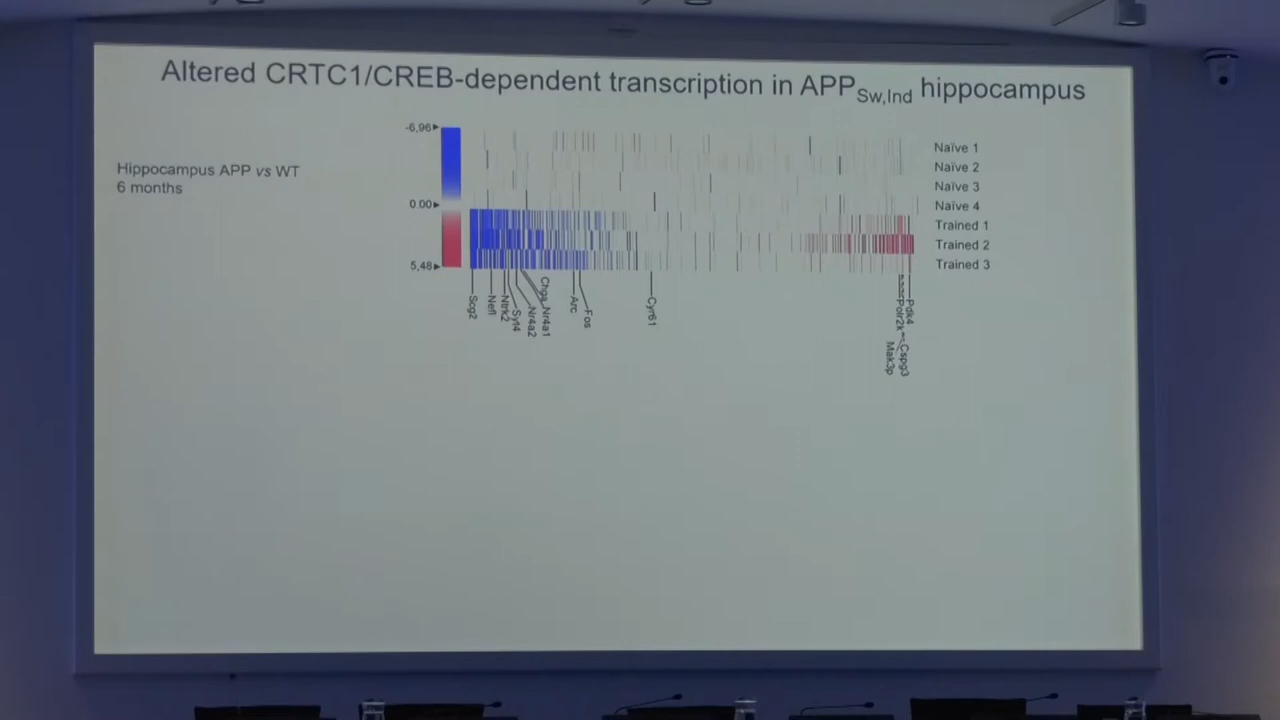 Altered CRTC1/CREB-dependent transcription in APPSw,Ind hippocampus
Hippocampus APP vs WT
6 months
-6,96
0.00
5,48
Naïve 1
Naïve 2
Naïve 3
Naïve 4
Trained 1
Trained 2
Trained 3
Scg2
Nefl
Ntrk2
Syt4
Nr4a2
Chga
Nr4a1
Arc
Fos
Cyr61
Pdk4
Polr2k
Cspg3
Mak3p